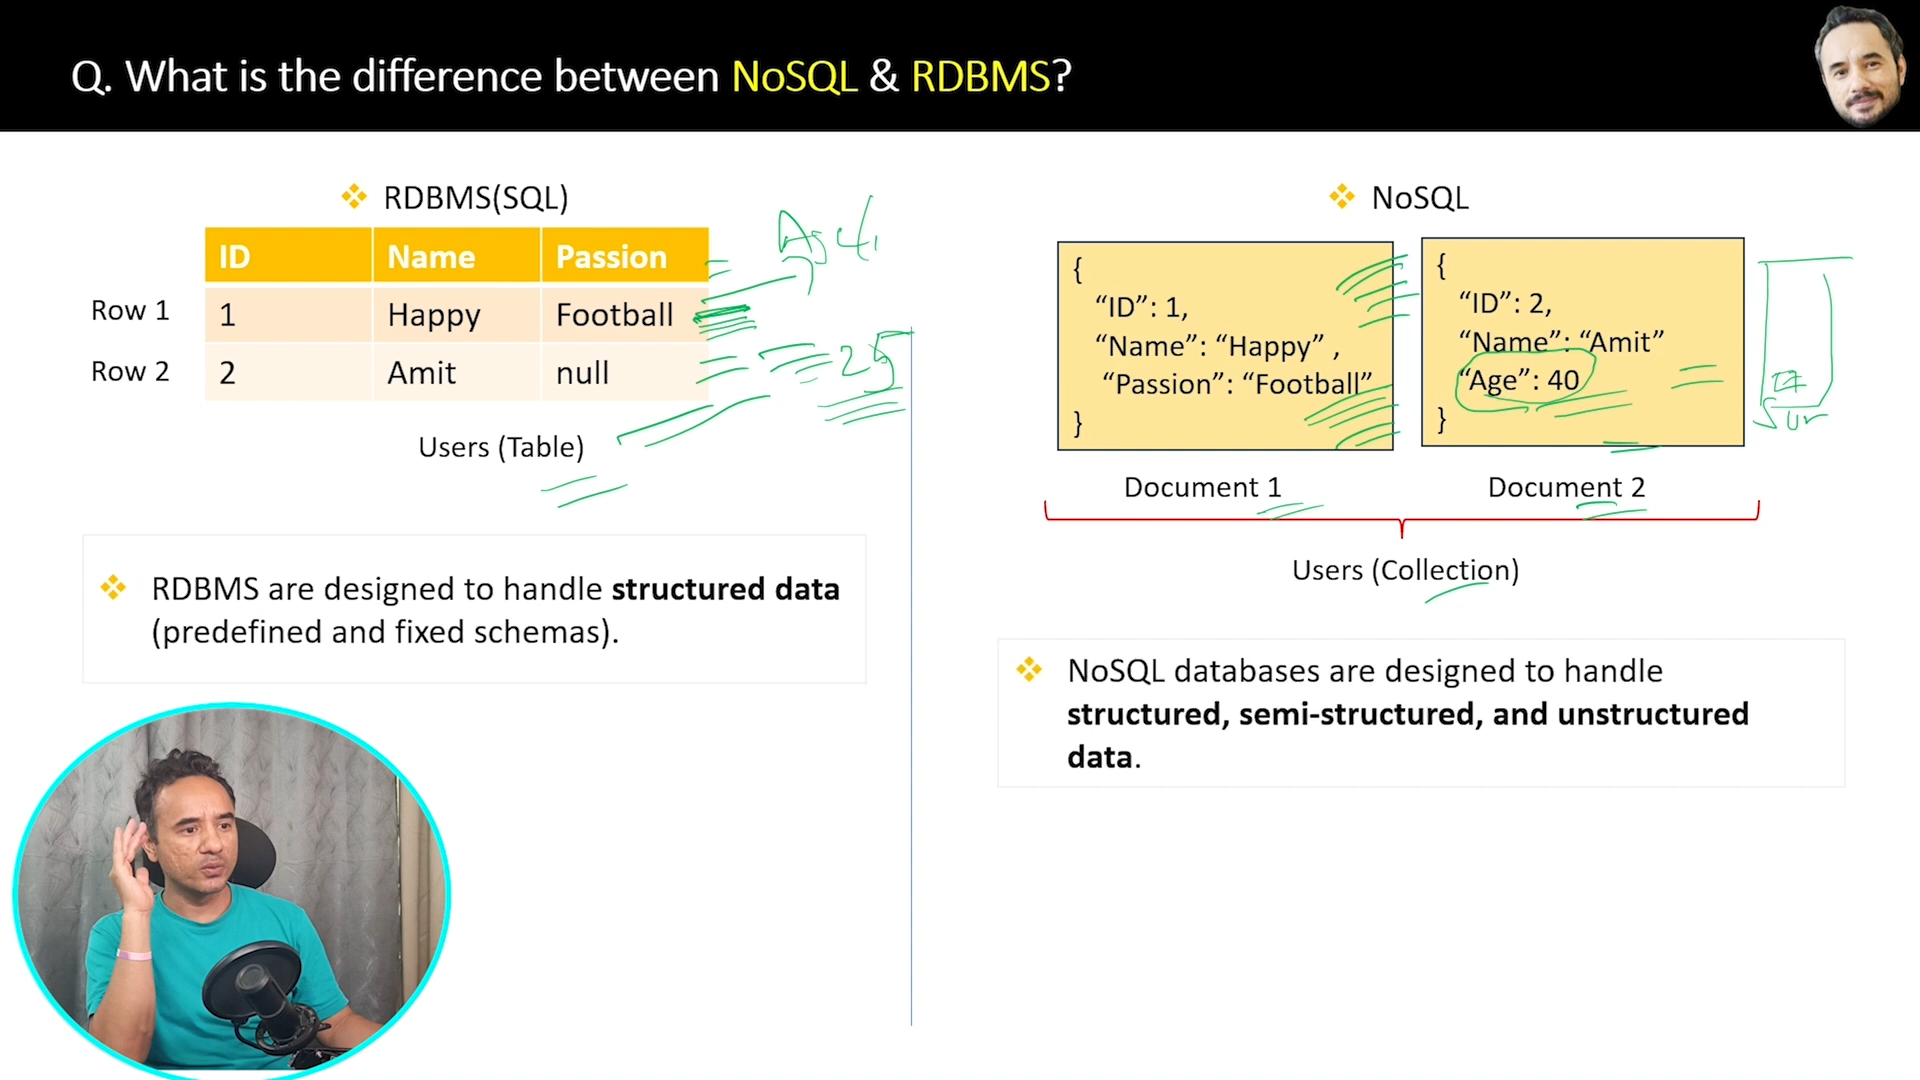 Q. What is the difference between NoSQL & RDBMS?
RDBMS(SQL)
ID Name Passion
Row 1 1 Happy Football
Row 2 2 Amit null
Users (Table)
Age
25
RDBMS are designed to handle structured data
(predefined and fixed schemas).
NoSQL
{
“ID”: 1,
“Name”: “Happy” ,
“Passion”: “Football”
}
Document 1
{
“ID”: 2,
“Name”: “Amit”
“Age”: 40
}
Document 2
Users (Collection)
NoSQL databases are designed to handle
structured, semi-structured, and unstructured
data.